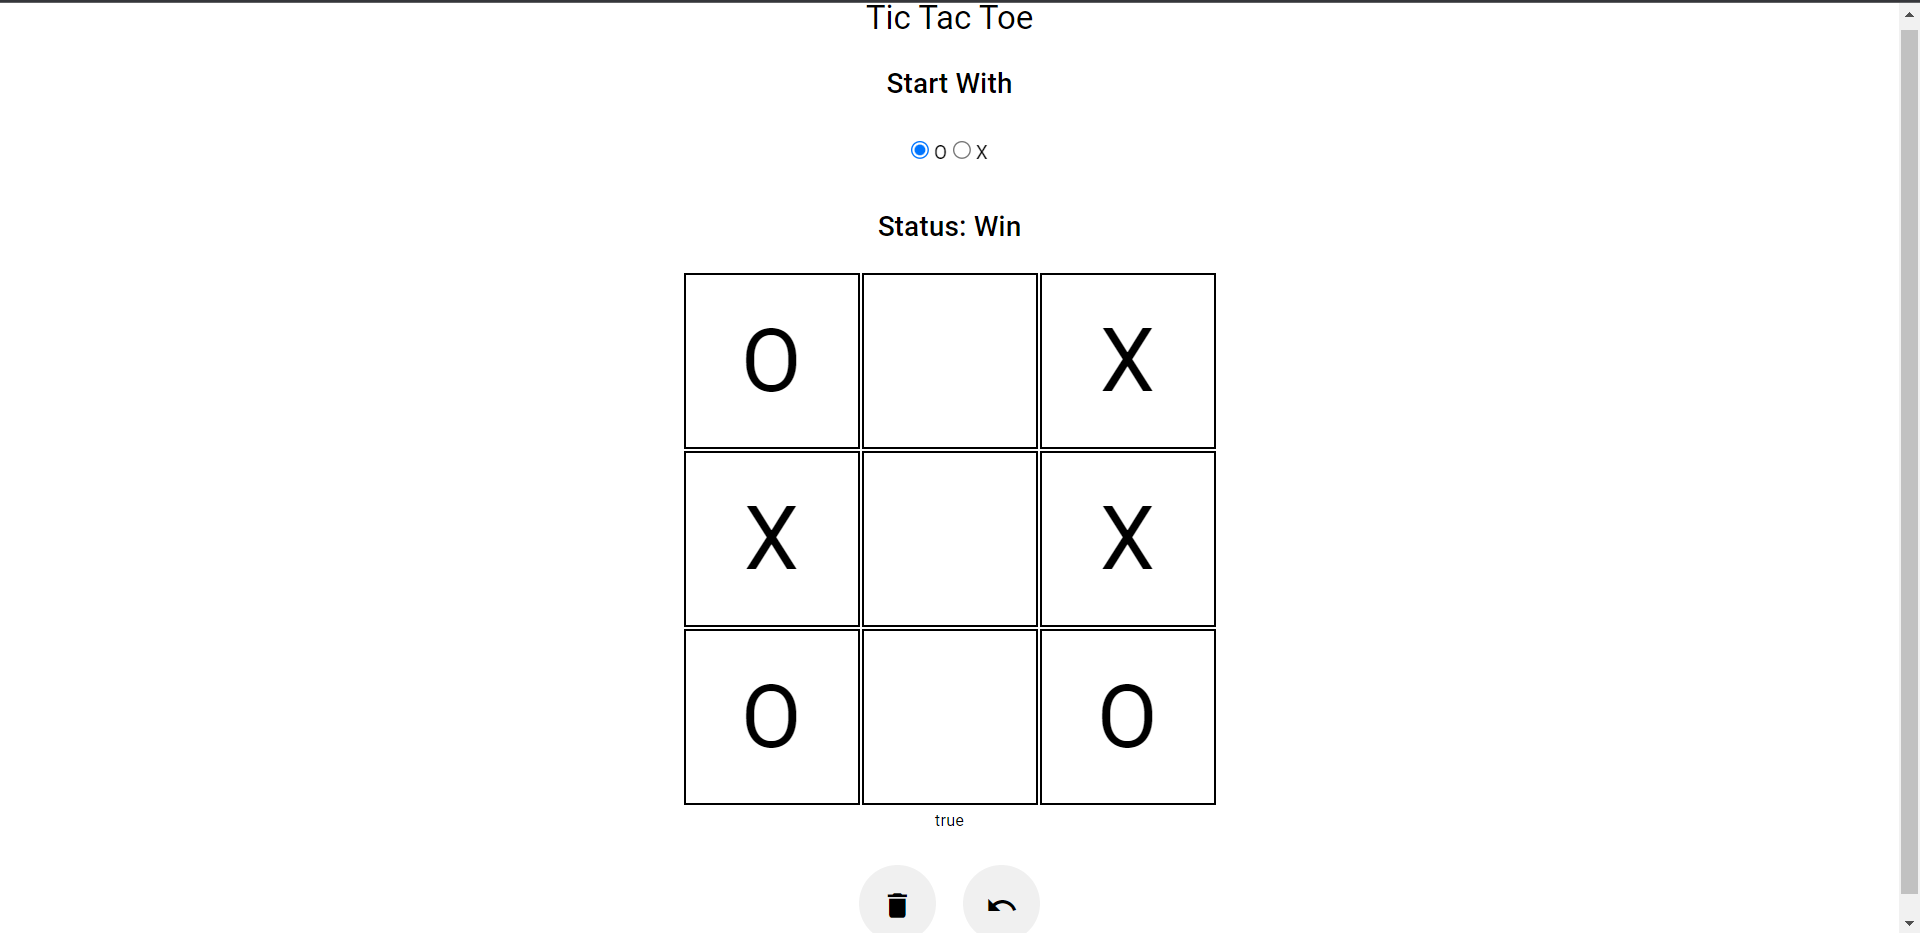 Tic Tac Toe
Start With
O X
Status: Win
O X
X X
O O
true